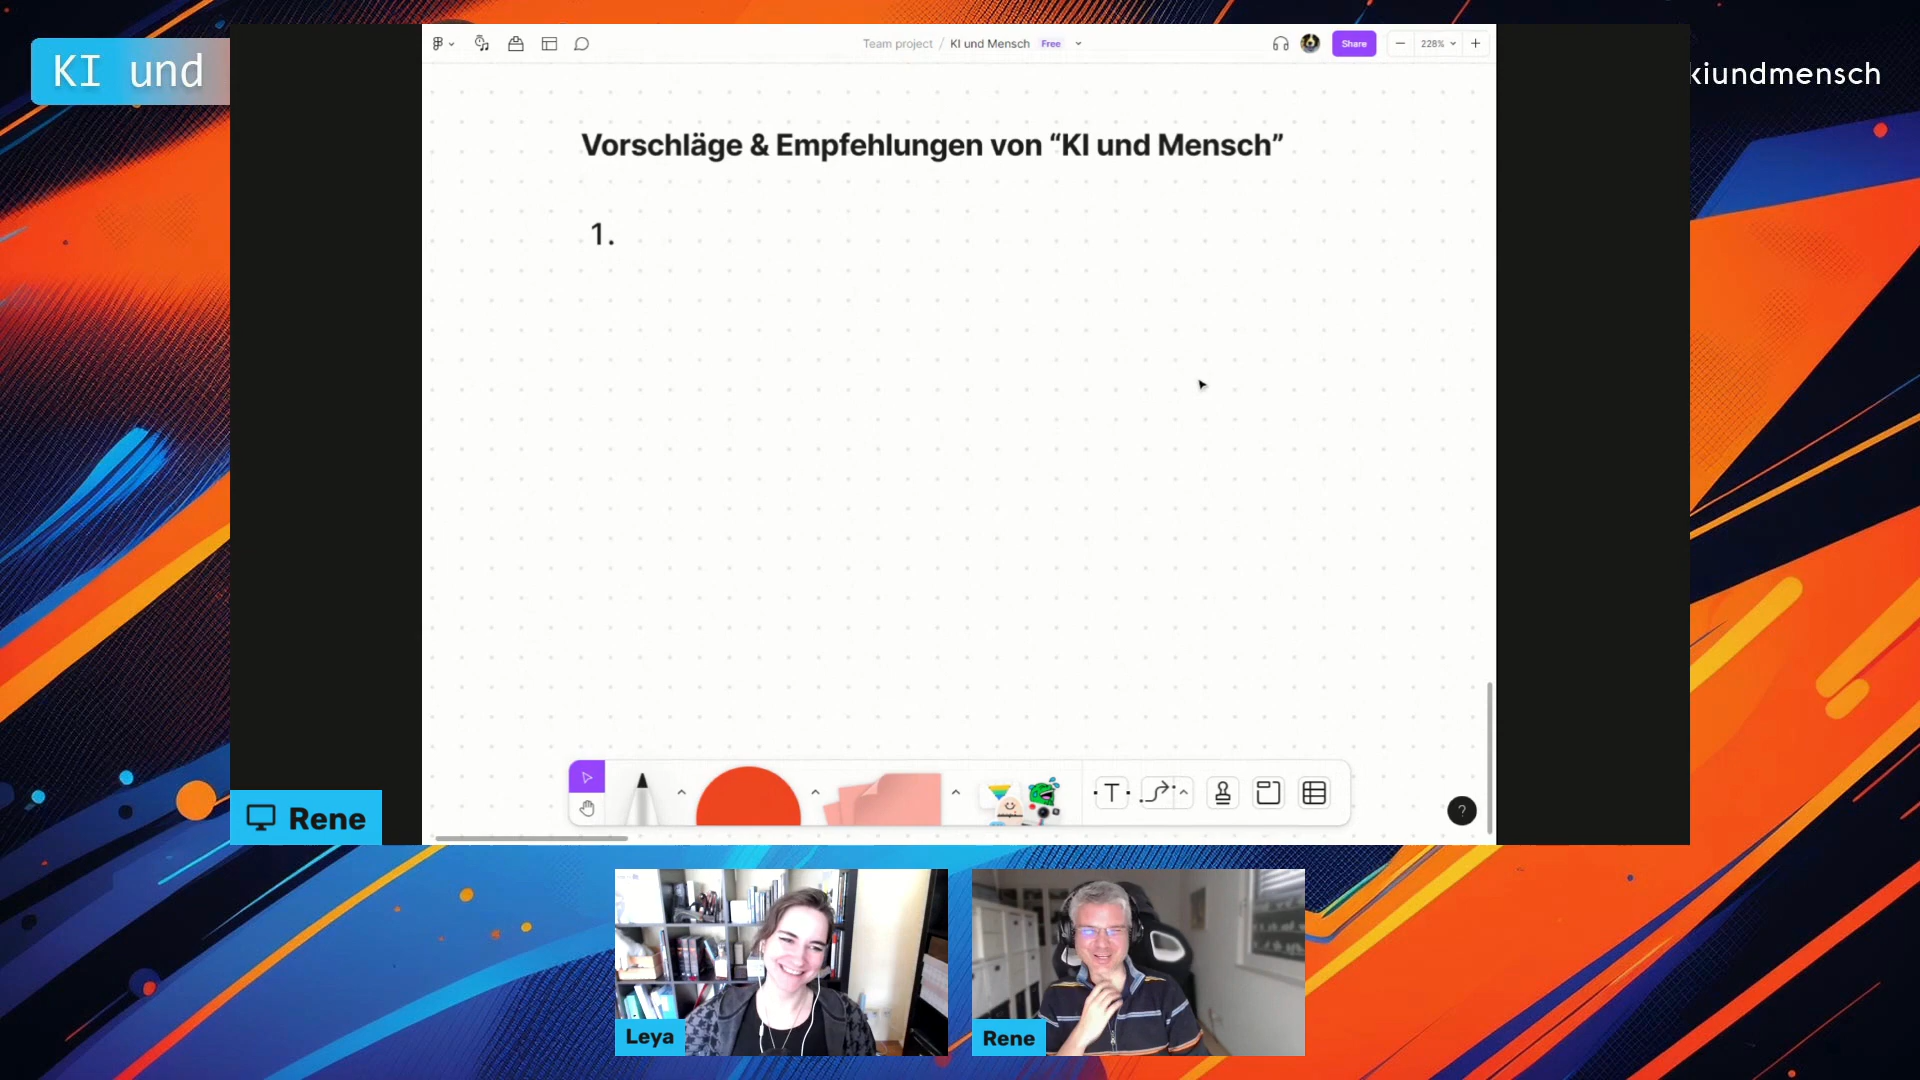 KI und
kiundmensch
Team project / KI und Mensch Free
Share
228%
Vorschläge & Empfehlungen von “KI und Mensch”
1.
T
?
Rene
Leya
Rene